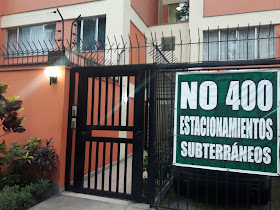 NO 400
ESTACIONAMIENTOS
SUBTERRÁNEOS